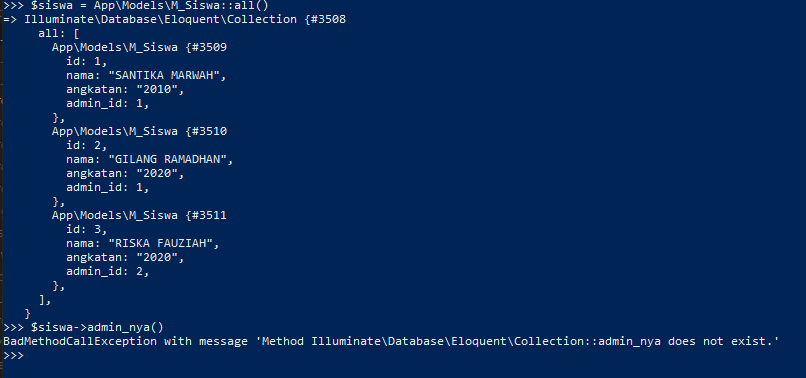 >>> $siswa = App\Models\M_Siswa::all()
=> Illuminate\Database\Eloquent\Collection {#3508
     all: [
       App\Models\M_Siswa {#3509
         id: 1,
         nama: "SANTIKA MARWAH",
         angkatan: "2010",
         admin_id: 1,
       },
       App\Models\M_Siswa {#3510
         id: 2,
         nama: "GILANG RAMADHAN",
         angkatan: "2020",
         admin_id: 1,
       },
       App\Models\M_Siswa {#3511
         id: 3,
         nama: "RISKA FAUZIAH",
         angkatan: "2020",
         admin_id: 2,
       },
     ],
   }
>>> $siswa->admin_nya()
BadMethodCallException with message 'Method Illuminate\Database\Eloquent\Collection::admin_nya does not exist.'
>>>